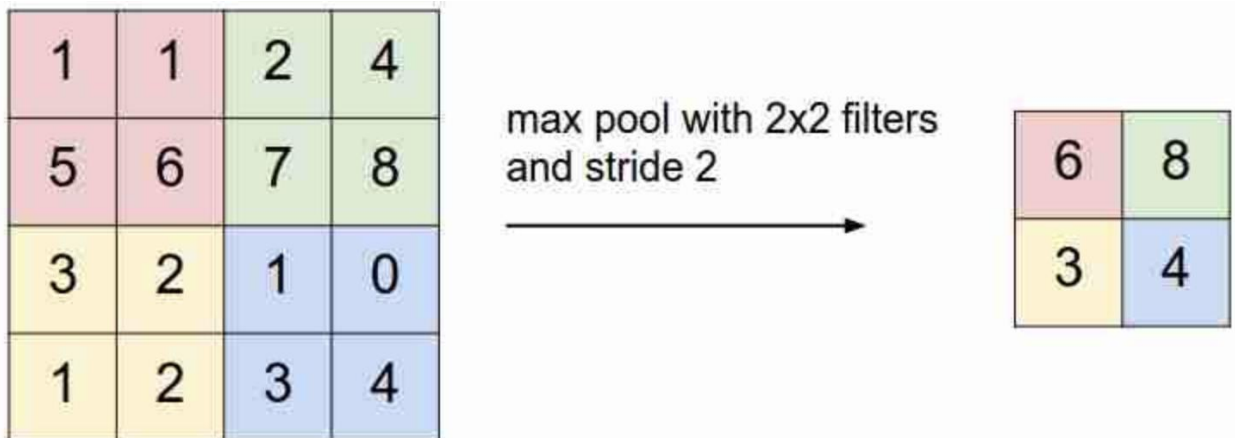 1 1 2 4
5 6 7 8
3 2 1 0
1 2 3 4
max pool with 2x2 filters
and stride 2
6 8
3 4